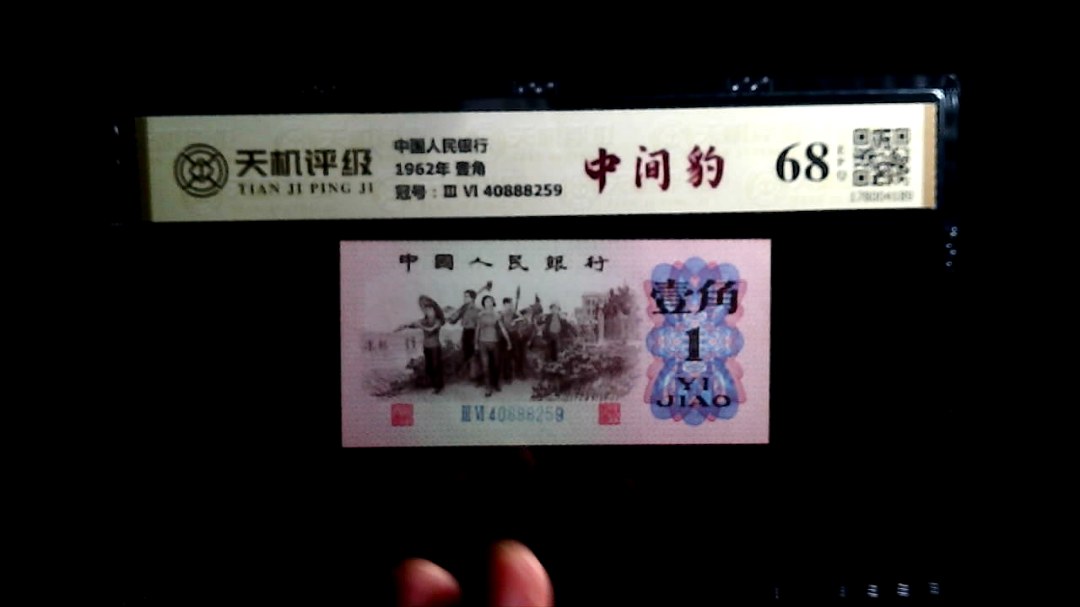 天机评级
TIAN JI PING JI
中国人民银行
1962年 壹角
冠号：Ⅲ Ⅵ 40888259
中间豹
68
EPQ
中國人民銀行
壹角
1
YI
JIAO
Ⅲ Ⅵ 40888259